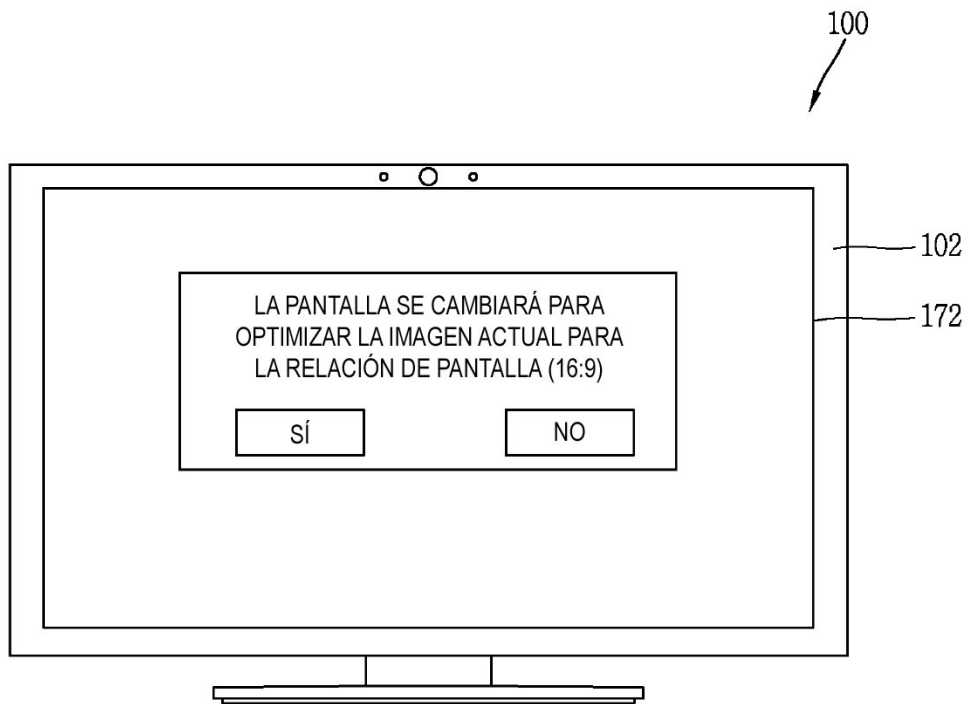 100
102
172
LA PANTALLA SE CAMBIARÁ PARA
OPTIMIZAR LA IMAGEN ACTUAL PARA
LA RELACIÓN DE PANTALLA (16:9)
SÍ NO